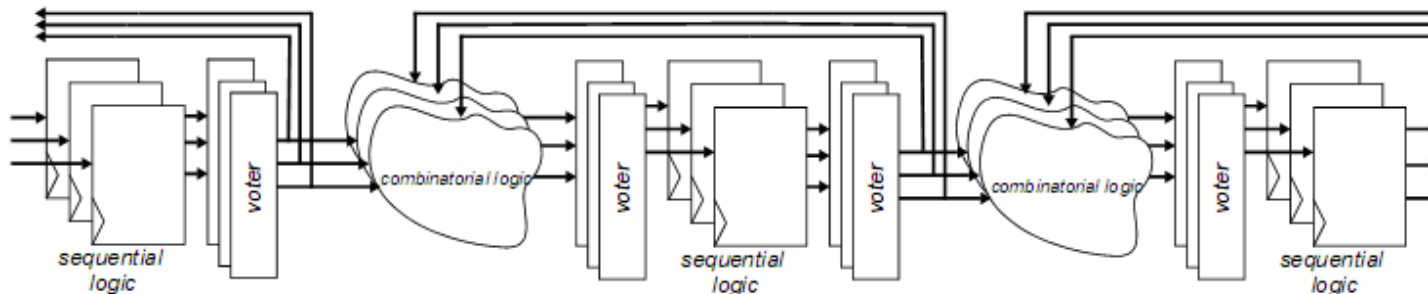 voter
combinatorial logic
voter
voter
combinatorial logic
voter
sequential
logic
sequential
logic
sequential
logic